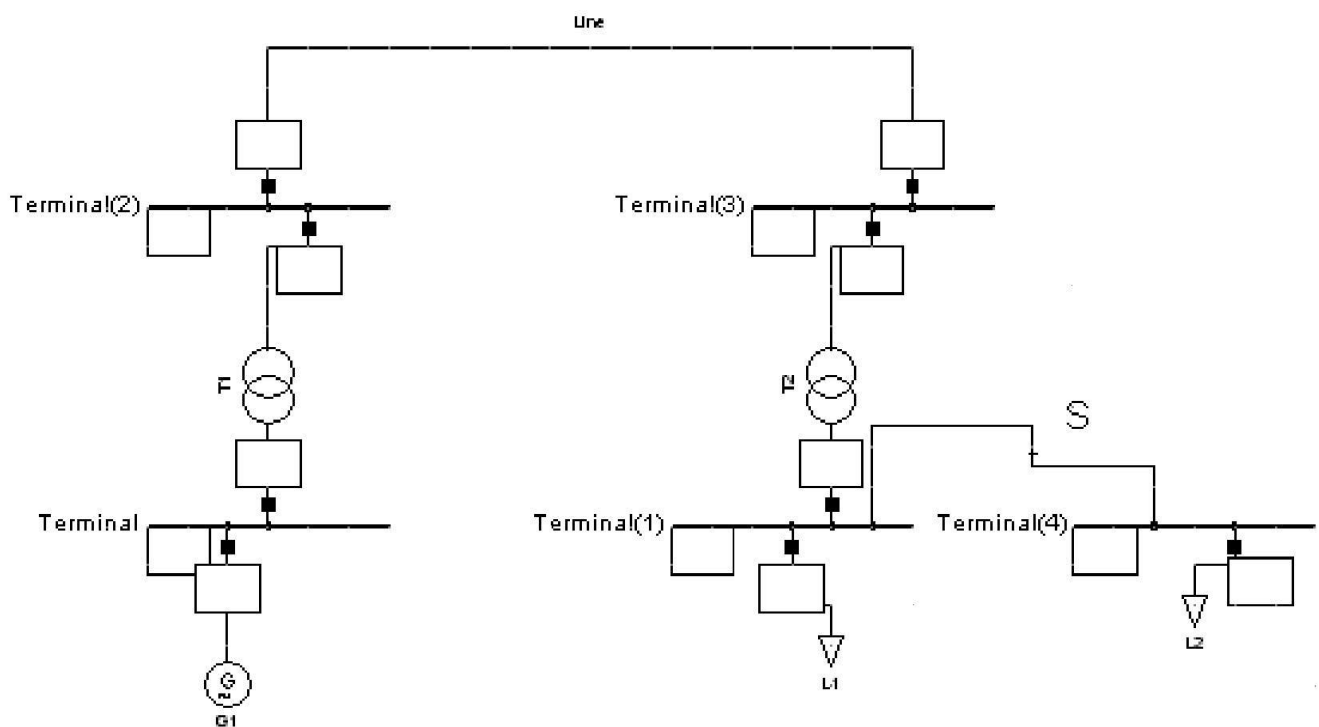 Line
Terminal(2)
Terminal(3)
T1
T2
S
Terminal
Terminal(1)
Terminal(4)
G
~
L2
L1
G1